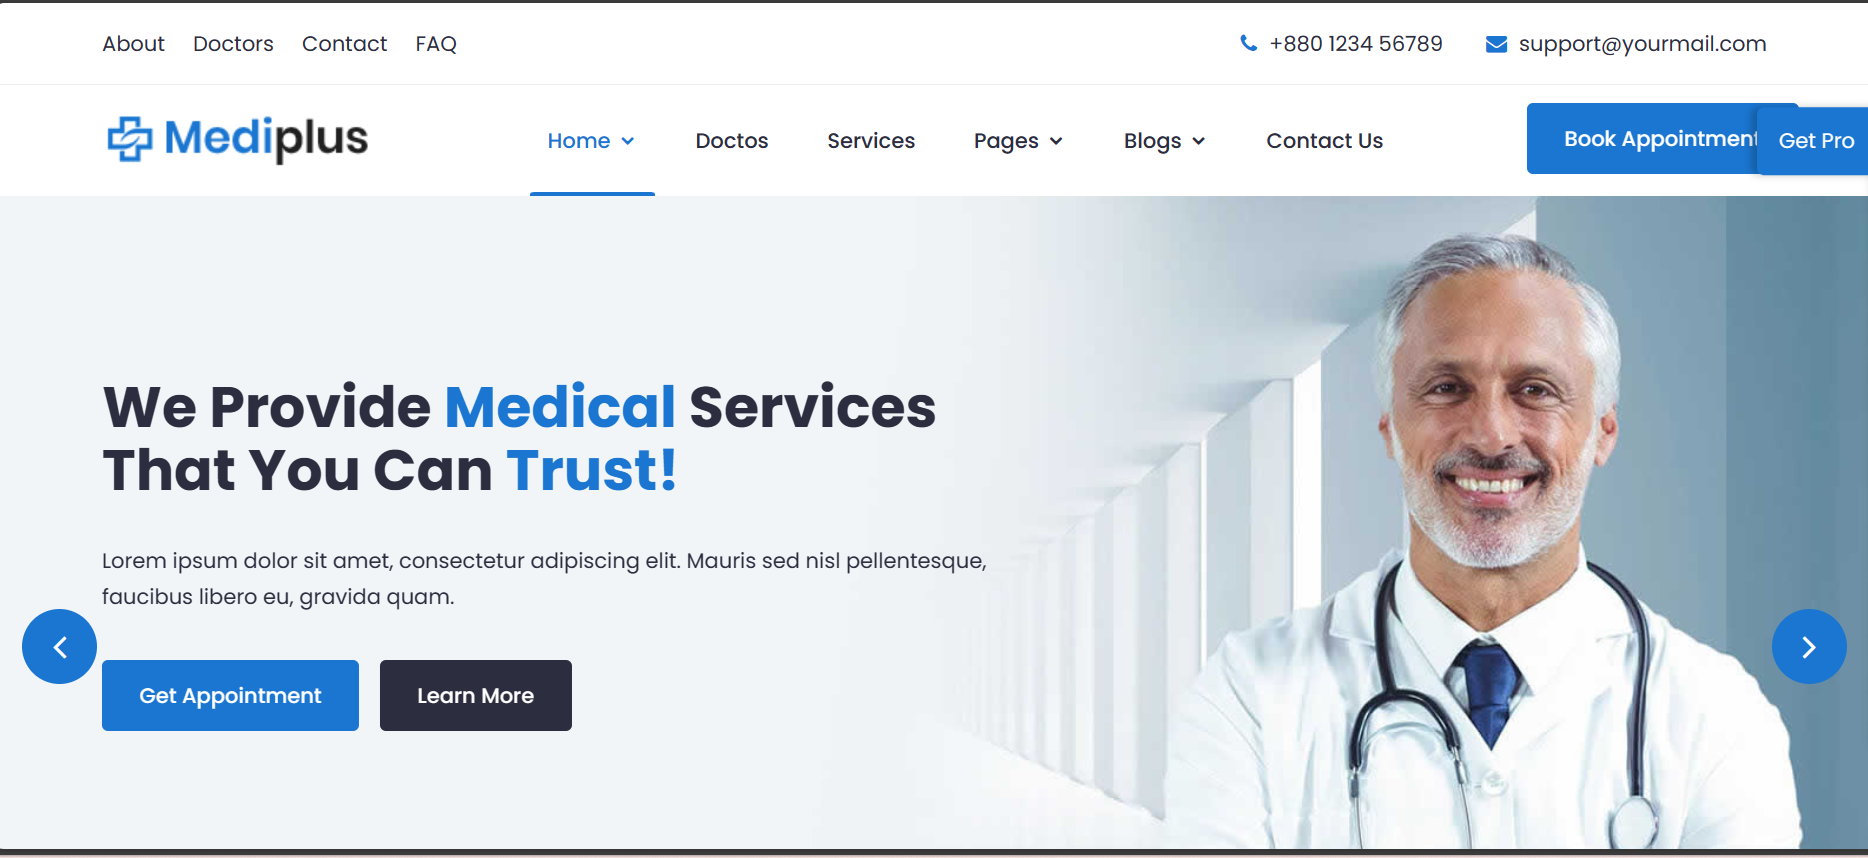 About Doctors Contact FAQ +880 1234 56789 support@yourmail.com
Mediplus Home Doctos Services Pages Blogs Contact Us Book Appointment Get Pro
We Provide Medical Services
That You Can Trust!
Lorem ipsum dolor sit amet, consectetur adipiscing elit. Mauris sed nisl pellentesque,
faucibus libero eu, gravida quam.
Get Appointment Learn More